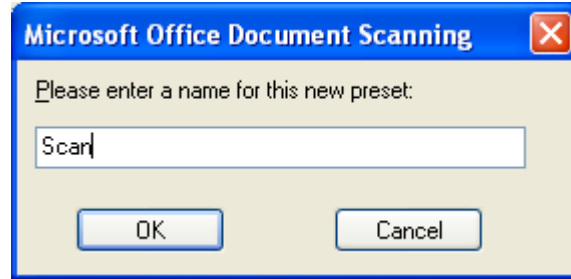 Microsoft Office Document Scanning
Please enter a name for this new preset:
Scan
OK
Cancel